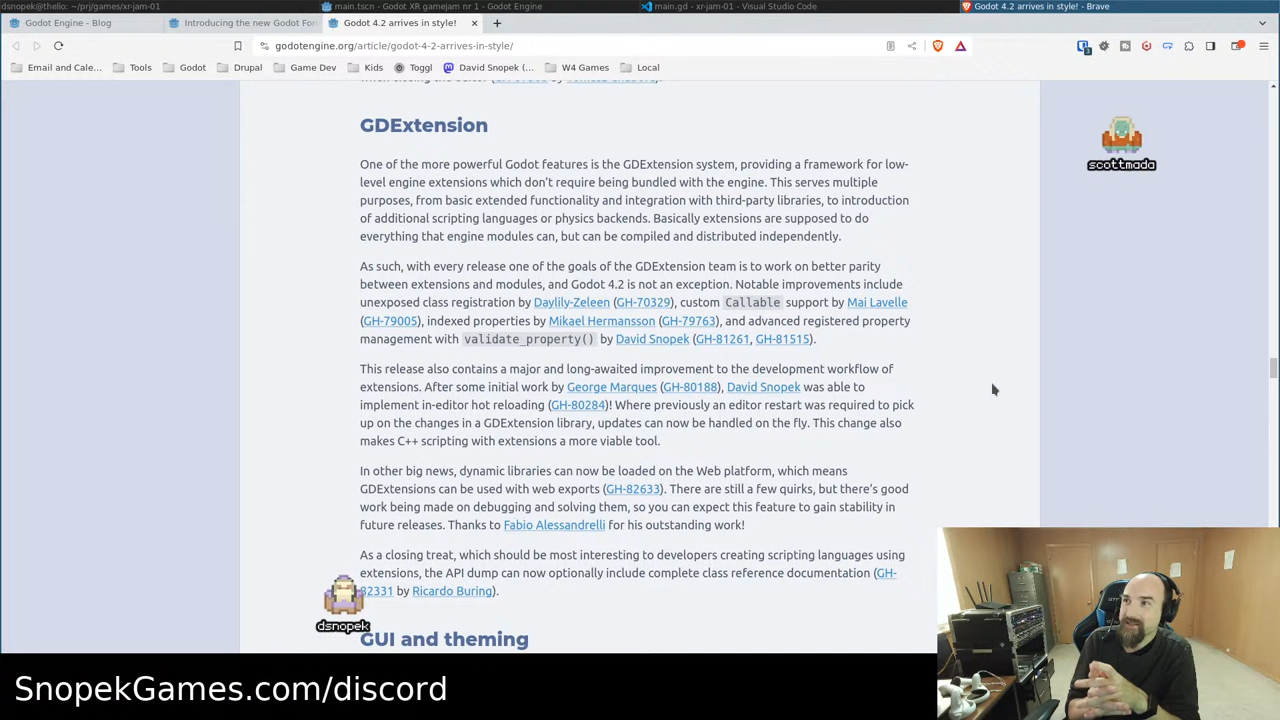 dsnopek@thelio: ~/prj/games/xr-jam-01
main.tscn - Godot XR gamejam nr 1 - Godot Engine
main.gd - xr-jam-01 - Visual Studio Code
Godot 4.2 arrives in style! - Brave
Godot Engine - Blog
Introducing the new Godot For
Godot 4.2 arrives in style!
godotengine.org/article/godot-4-2-arrives-in-style/
Email and Cale...
Tools
Godot
Drupal
Game Dev
Kids
Toggl
David Snopek (...
W4 Games
Local
GDExtension
One of the more powerful Godot features is the GDExtension system, providing a framework for low-
level engine extensions which don't require being bundled with the engine. This serves multiple
purposes, from basic extended functionality and integration with third-party libraries, to introduction
of additional scripting languages or physics backends. Basically extensions are supposed to do
everything that engine modules can, but can be compiled and distributed independently.
As such, with every release one of the goals of the GDExtension team is to work on better parity
between extensions and modules, and Godot 4.2 is not an exception. Notable improvements include
unexposed class registration by Daylily-Zeleen (GH-70329), custom Callable support by Mai Lavelle
(GH-79005), indexed properties by Mikael Hermansson (GH-79763), and advanced registered property
management with validate_property() by David Snopek (GH-81261, GH-81515).
This release also contains a major and long-awaited improvement to the development workflow of
extensions. After some initial work by George Marques (GH-80188), David Snopek was able to
implement in-editor hot reloading (GH-80284)! Where previously an editor restart was required to pick
up on the changes in a GDExtension library, updates can now be handled on the fly. This change also
makes C++ scripting with extensions a more viable tool.
In other big news, dynamic libraries can now be loaded on the Web platform, which means
GDExtensions can be used with web exports (GH-82633). There are still a few quirks, but there's good
work being made on debugging and solving them, so you can expect this feature to gain stability in
future releases. Thanks to Fabio Alessandrelli for his outstanding work!
As a closing treat, which should be most interesting to developers creating scripting languages using
extensions, the API dump can now optionally include complete class reference documentation (GH-
82331 by Ricardo Buring).
GUI and theming
scottmada
dsnopek
SnopekGames.com/discord